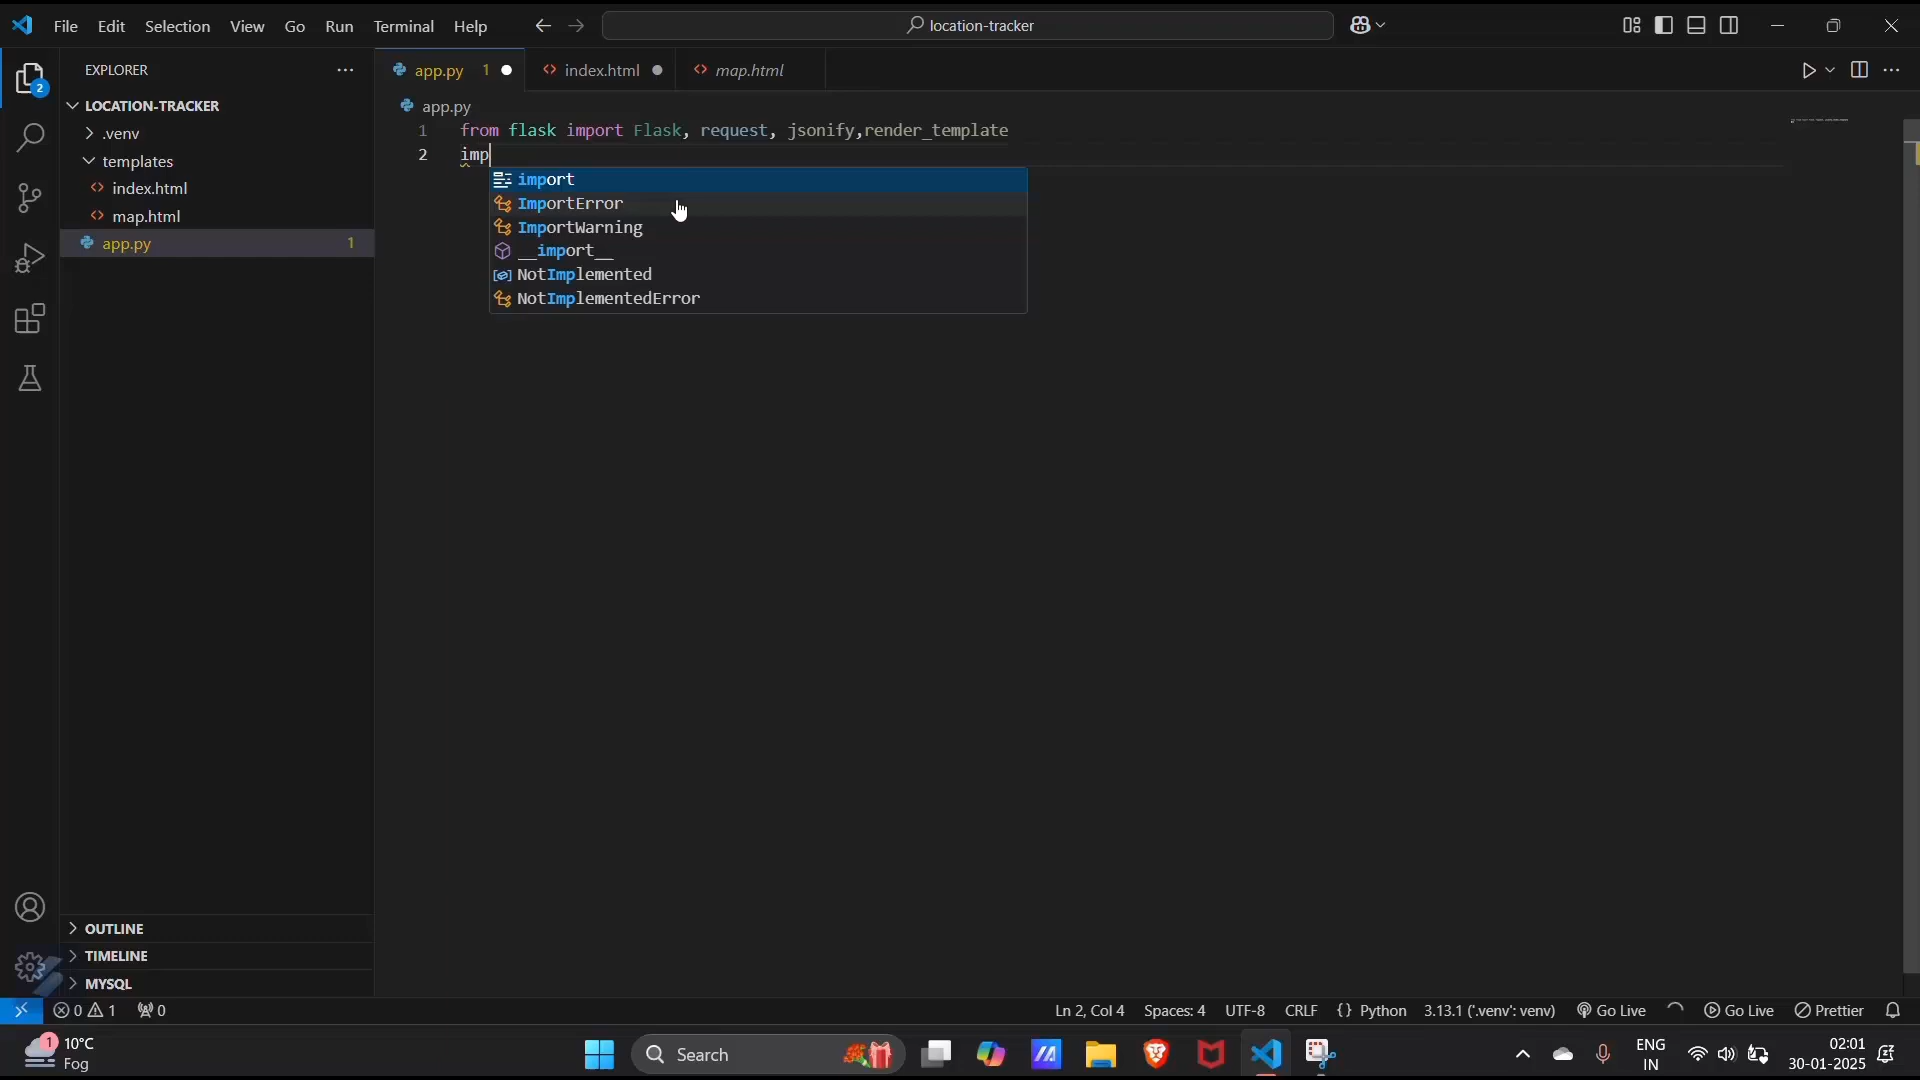 File Edit Selection View Go Run Terminal Help
location-tracker
EXPLORER
app.py 1
index.html
map.html
LOCATION-TRACKER
.venv
templates
index.html
map.html
app.py 1
2
app.py
1 from flask import Flask, request, jsonify,render_template
2 imp
import
ImportError
ImportWarning
__import__
NotImplemented
NotImplementedError
OUTLINE
TIMELINE
MYSQL
0 1 0
Ln 2, Col 4 Spaces: 4 UTF-8 CRLF {} Python 3.13.1 ('.venv': venv) Go Live Go Live Prettier
1
10°C
Fog
Search
ENG
IN
02:01
30-01-2025